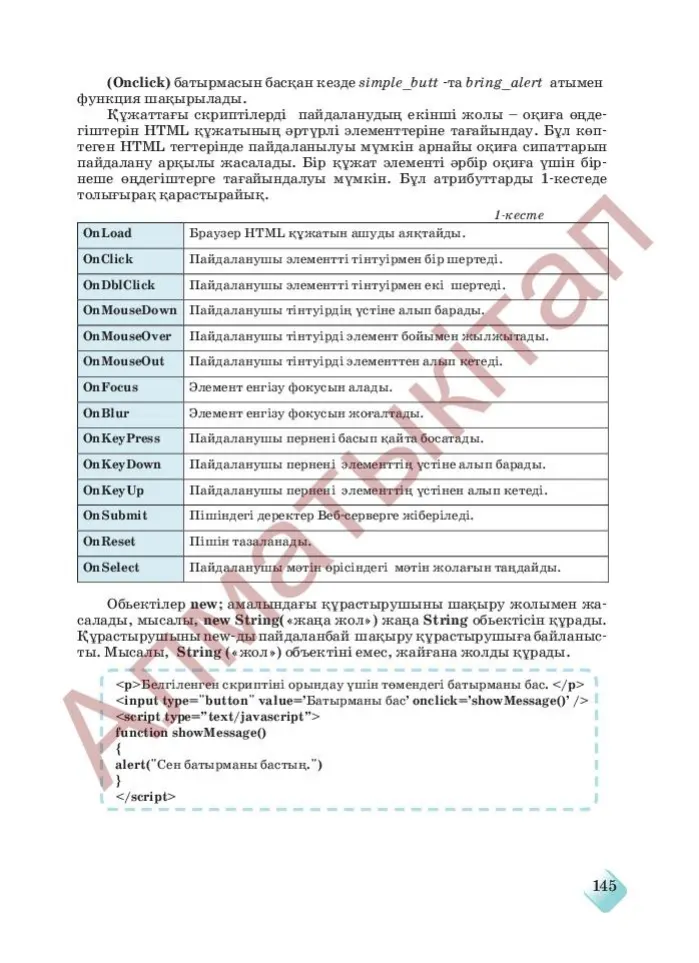 (Onclick) батырмасын басқан кезде simple_butt -та bring_alert атымен
функция шақырылады.
Құжаттағы скриптілерді пайдаланудың екінші жолы – оқиға өңде-
гіштерін HTML құжатының әртүрлі элементтеріне тағайындау. Бұл көп-
теген HTML тегтерінде пайдаланылуы мүмкін арнайы оқиға сипаттарын
пайдалану арқылы жасалады. Бір құжат элементі әрбір оқиға үшін бір-
неше өңдегіштерге тағайындалуы мүмкін. Бұл атрибуттарды 1-кестеде
толығырақ қарастырайық.
1-кесте
OnLoad Браузер HTML құжатын ашуды аяқтайды.
OnClick Пайдаланушы элементті тінтуірмен бір шертеді.
OnDblClick Пайдаланушы элементті тінтуірмен екі шертеді.
OnMouseDown Пайдаланушы тінтуірдің үстіне алып барады.
OnMouseOver Пайдаланушы тінтуірді элемент бойымен жылжытады.
OnMouseOut Пайдаланушы тінтуірді элементтен алып кетеді.
OnFocus Элемент енгізу фокусын алады.
OnBlur Элемент енгізу фокусын жоғалтады.
OnKeyPress Пайдаланушы пернені басып қайта босатады.
OnKeyDown Пайдаланушы пернені элементтің үстіне алып барады.
OnKeyUp Пайдаланушы пернені элементтің үстінен алып кетеді.
OnSubmit Пішіндегі деректер Веб-серверге жіберіледі.
OnReset Пішін тазаланады.
OnSelect Пайдаланушы мәтін өрісіндегі мәтін жолағын таңдайды.
Обьектілер new; амалындағы құрастырушыны шақыру жолымен жа-
салады, мысалы, new String(«жаңа жол») жаңа String обьектісін құрады.
Құрастырушыны new-ды пайдаланбай шақыру құрастырушыға байланыс-
ты. Мысалы, String («жол») объектіні емес, жайғана жолды құрады.
<p>Белгіленген скриптіні орындау үшін төмендегі батырманы бас. </p>
<input type="button" value='Батырманы бас' onclick='showMessage()' />
<script type="text/javascript">
function showMessage()
{
alert("Сен батырманы бастың.")
}
</script>
145
Алматыкітап